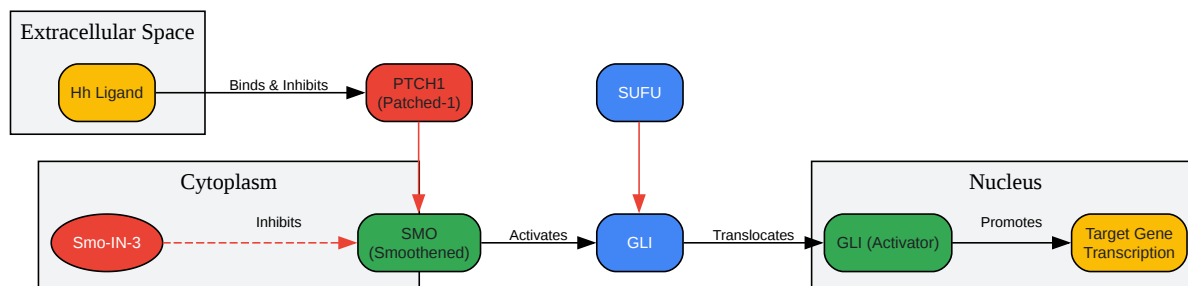 Extracellular Space
Hh Ligand
Binds & Inhibits
PTCH1
(Patched-1)
SUFU
Cytoplasm
Nucleus
Smo-IN-3
Inhibits
SMO
(Smoothened)
Activates
GLI
Translocates
GLI (Activator)
Promotes
Target Gene
Transcription